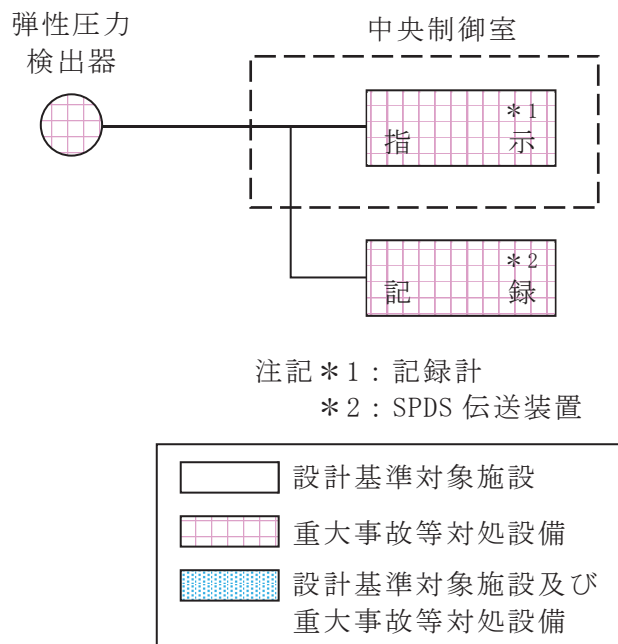 弾性圧力
検出器
中央制御室
＊1
指 示
＊2
記 録
注記＊1：記録計
＊2：SPDS 伝送装置
設計基準対象施設
重大事故等対処設備
設計基準対象施設及び
重大事故等対処設備